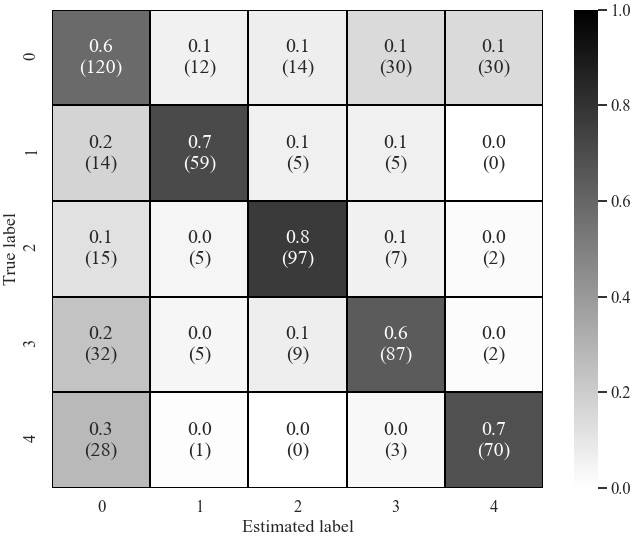 0.6 0.1 0.1 0.1 0.1 1.0
(120) (12) (14) (30) (30)
0
0.8
0.2 0.7 0.1 0.1 0.0
(14) (59) (5) (5) (0)
1
0.6
0.1 0.0 0.8 0.1 0.0
(15) (5) (97) (7) (2)
2
True label
0.4
0.2 0.0 0.1 0.6 0.0
(32) (5) (9) (87) (2)
3
0.2
0.3 0.0 0.0 0.0 0.7
(28) (1) (0) (3) (70)
4
0.0
0 1 2 3 4
Estimated label